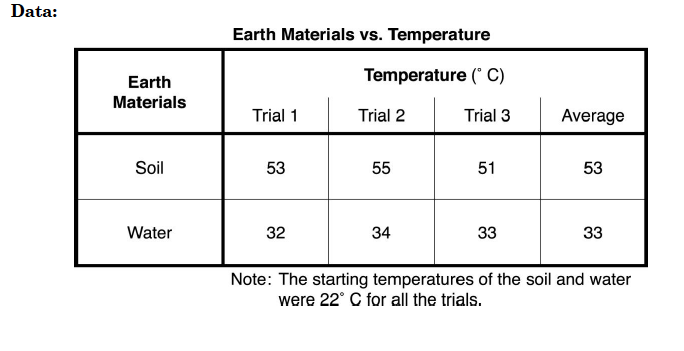 Data:
Earth Materials vs. Temperature
Earth Materials
Temperature (° C)
Trial 1 Trial 2 Trial 3 Average
Soil 53 55 51 53
Water 32 34 33 33
Note: The starting temperatures of the soil and water
were 22° C for all the trials.